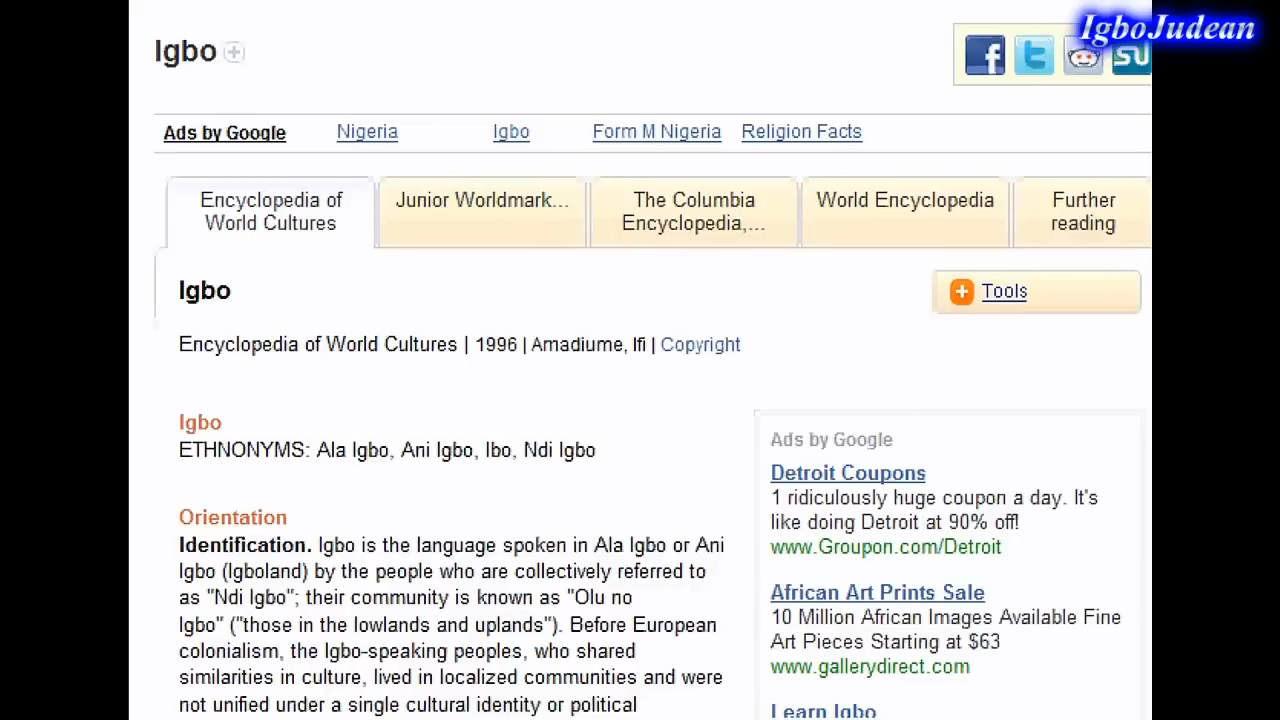 IgboJudean
Igbo
Ads by Google Nigeria Igbo Form M Nigeria Religion Facts
Encyclopedia of
World Cultures
Junior Worldmark...
The Columbia
Encyclopedia,...
World Encyclopedia
Further
reading
Igbo
Tools
Encyclopedia of World Cultures | 1996 | Amadiume, Ifi | Copyright
Igbo
ETHNONYMS: Ala Igbo, Ani Igbo, Ibo, Ndi Igbo
Orientation
Identification. Igbo is the language spoken in Ala Igbo or Ani
Igbo (Igboland) by the people who are collectively referred to
as "Ndi Igbo"; their community is known as "Olu no
Igbo" ("those in the lowlands and uplands"). Before European
colonialism, the Igbo-speaking peoples, who shared
similarities in culture, lived in localized communities and were
not unified under a single cultural identity or political
Ads by Google
Detroit Coupons
1 ridiculously huge coupon a day. It's
like doing Detroit at 90% off!
www.Groupon.com/Detroit
African Art Prints Sale
10 Million African Images Available Fine
Art Pieces Starting at $63
www.gallerydirect.com
Learn Igbo